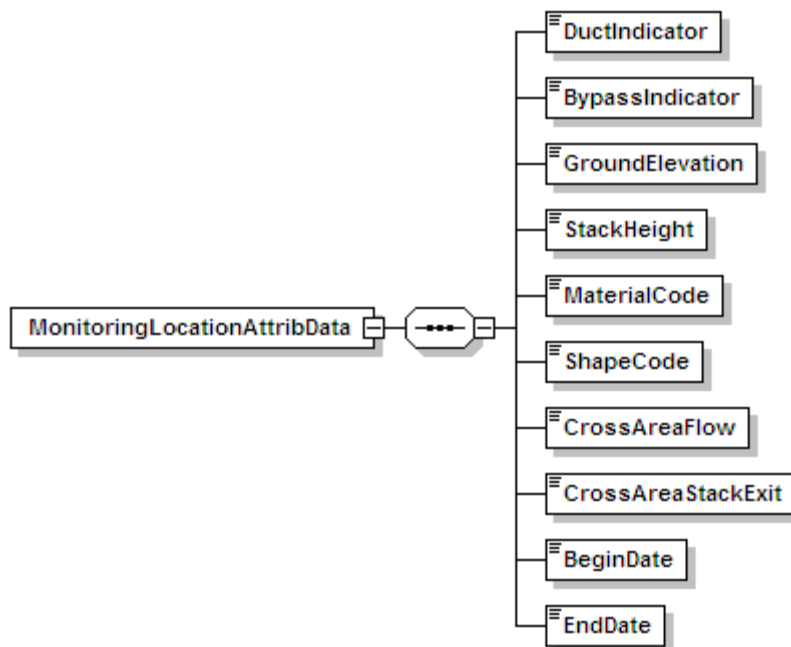 DuctIndicator
BypassIndicator
GroundElevation
StackHeight
MaterialCode
MonitoringLocationAttribData
ShapeCode
CrossAreaFlow
CrossAreaStackExit
BeginDate
EndDate